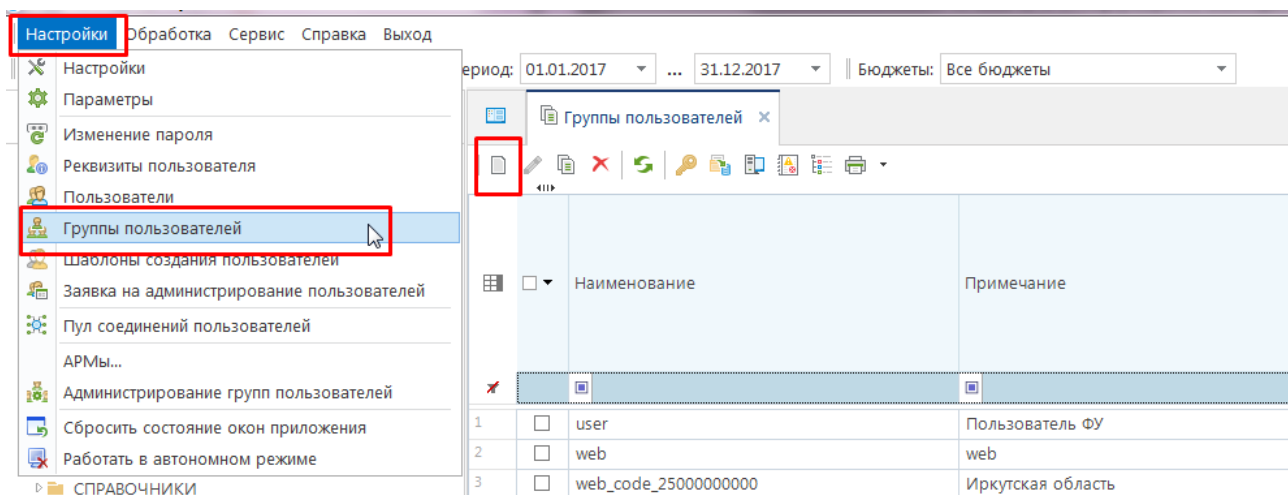 Настройки Обработка Сервис Справка Выход
Настройки
Параметры
Изменение пароля
Реквизиты пользователя
Пользователи
Группы пользователей
Шаблоны создания пользователей
Заявка на администрирование пользователей
Пул соединений пользователей
АРМы...
Администрирование групп пользователей
Сбросить состояние окон приложения
Работать в автономном режиме
СПРАВОЧНИКИ
ериод: 01.01.2017 ... 31.12.2017 Бюджеты: Все бюджеты
Группы пользователей
Наименование Примечание
1 user Пользователь ФУ
2 web web
3 web_code_25000000000 Иркутская область